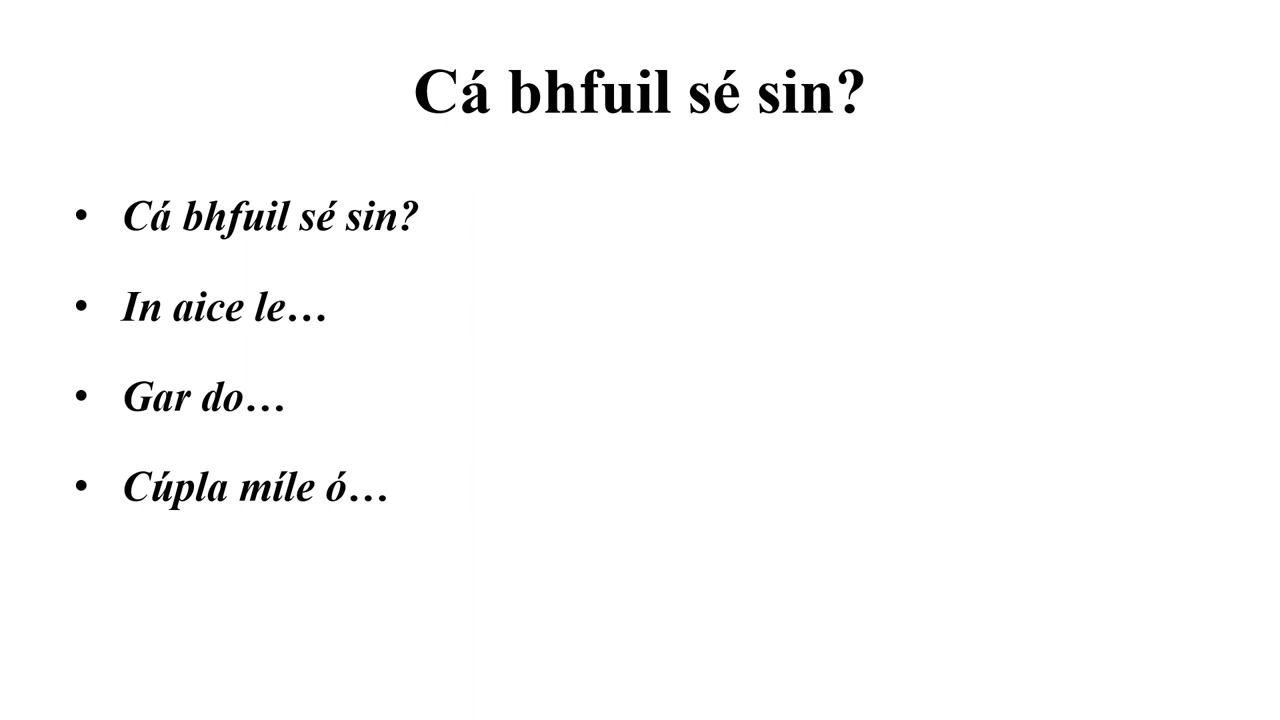 Cá bhfuil sé sin?
• Cá bhfuil sé sin?
• In aice le…
• Gar do…
• Cúpla míle ó…